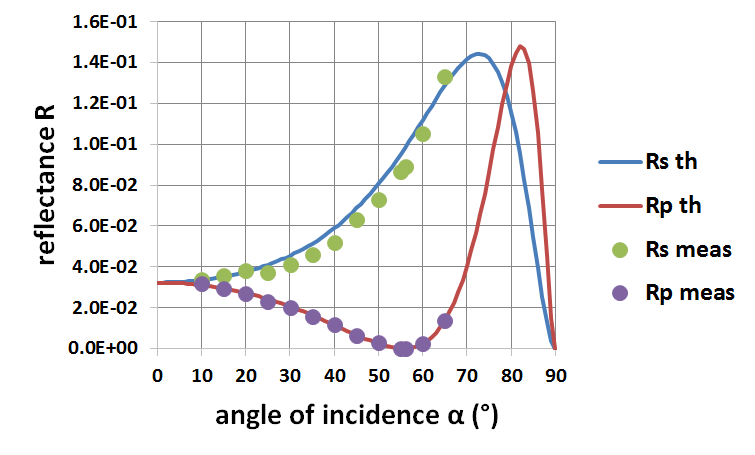 1.6E-01
1.4E-01
1.2E-01
1.0E-01
8.0E-02
6.0E-02
4.0E-02
2.0E-02
0.0E+00
reflectance R
0 10 20 30 40 50 60 70 80 90
angle of incidence α (°)
Rs th
Rp th
Rs meas
Rp meas